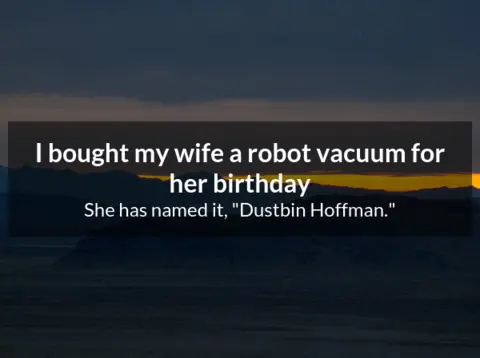 I bought my wife a robot vacuum for
her birthday
She has named it, "Dustbin Hoffman."